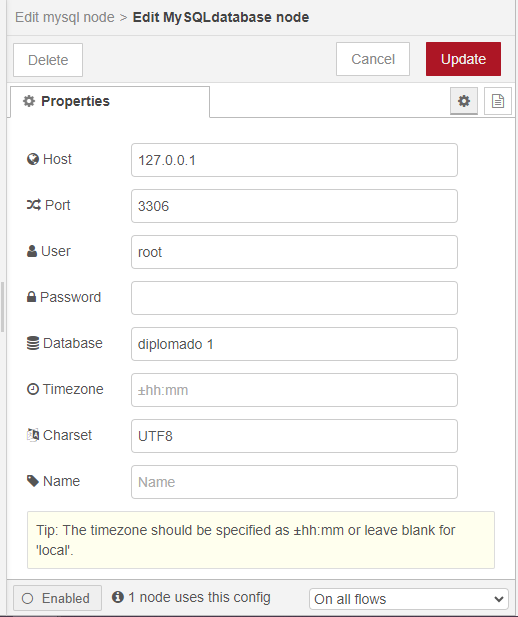 Edit mysql node > Edit MySQLdatabase node
Delete
Cancel
Update
Properties
Host
127.0.0.1
Port
3306
User
root
Password
Database
diplomado 1
Timezone
±hh:mm
Charset
UTF8
Name
Name
Tip: The timezone should be specified as ±hh:mm or leave blank for
'local'.
Enabled
1 node uses this config
On all flows